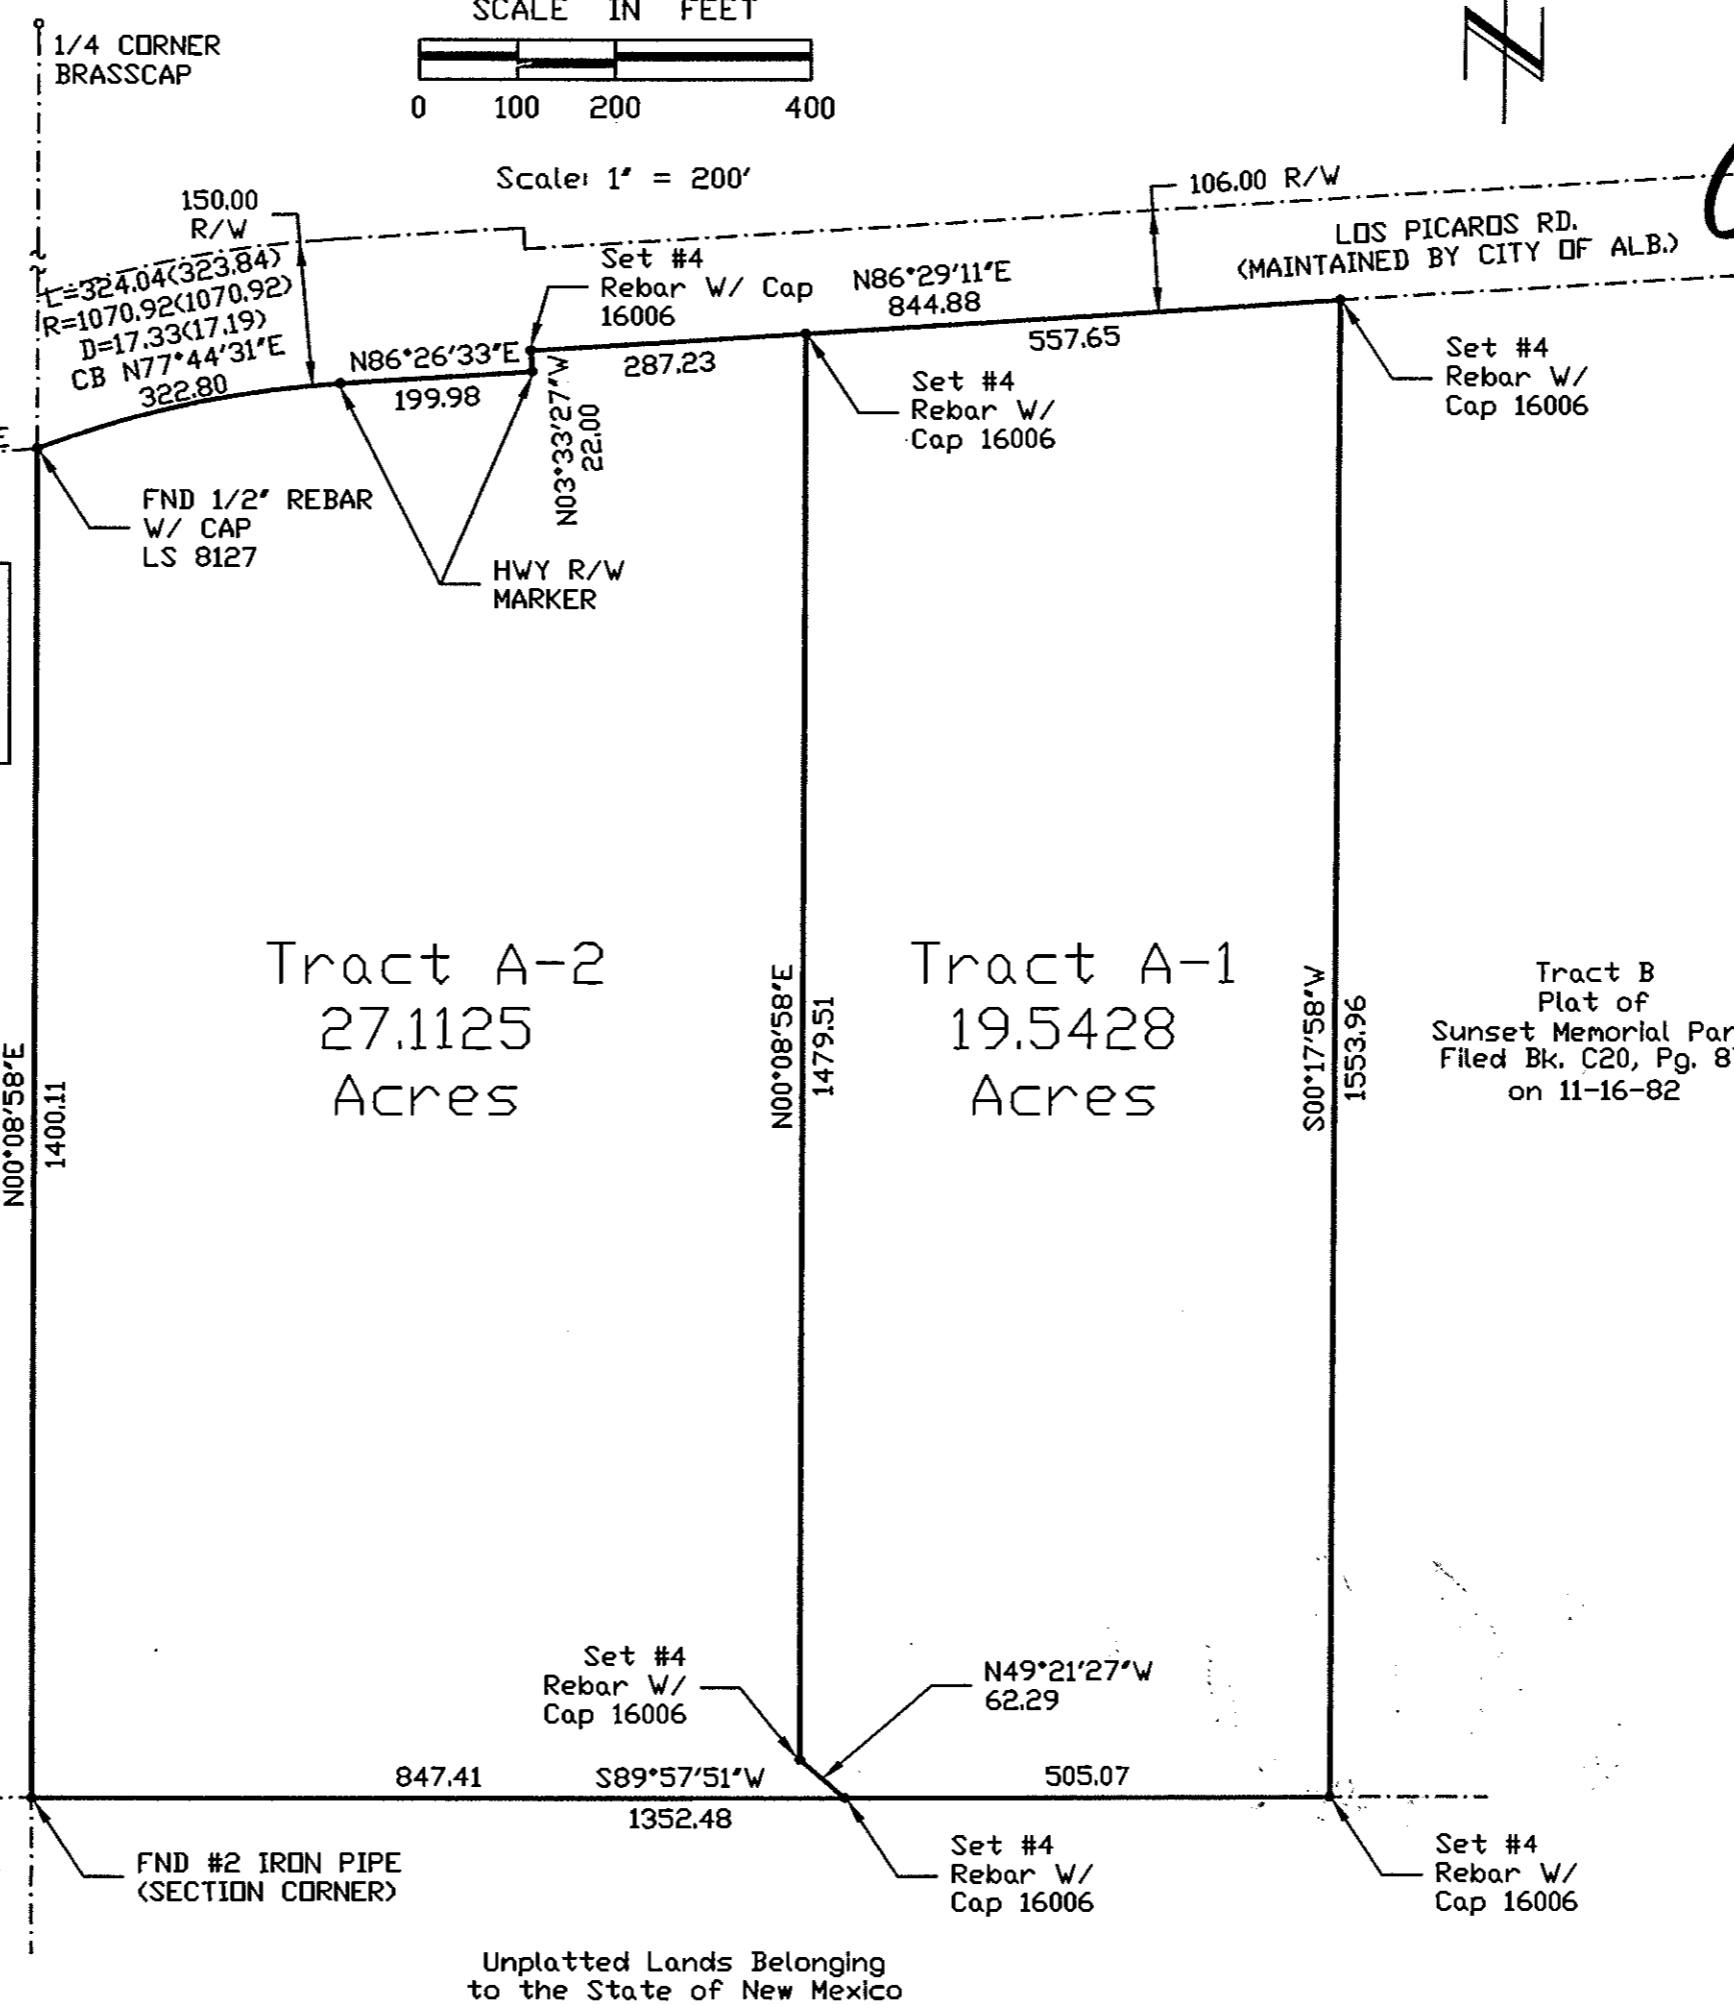 SCALE IN FEET
0 100 200 400
Scale: 1" = 200'
1/4 CORNER
BRASSCAP
150.00
R/W
106.00 R/W
LOS PICAROS RD.
(MAINTAINED BY CITY OF ALB.)
L=324.04(323.84)
R=1070.92(1070.92)
D=17.33(17.19)
CB N77°44'31"E
322.80
N86°26'33"E
199.98
Set #4
Rebar W/ Cap
16006
N86°29'11"E
844.88
287.23
557.65
N03°33'27"W
22.00
Set #4
Rebar W/
Cap 16006
Set #4
Rebar W/
Cap 16006
FND 1/2" REBAR
W/ CAP
LS 8127
HWY R/W
MARKER
Tract A-2
27.1125
Acres
Tract A-1
19.5428
Acres
N00°08'58"E
1400.11
N00°08'58"E
1479.51
S00°17'58"W
1553.96
Tract B
Plat of
Sunset Memorial Par
Filed Bk. C20, Pg. 8
on 11-16-82
Set #4
Rebar W/
Cap 16006
N49°21'27"W
62.29
847.41
S89°57'51"W
505.07
1352.48
FND #2 IRON PIPE
(SECTION CORNER)
Set #4
Rebar W/
Cap 16006
Set #4
Rebar W/
Cap 16006
Unplatted Lands Belonging
to the State of New Mexico